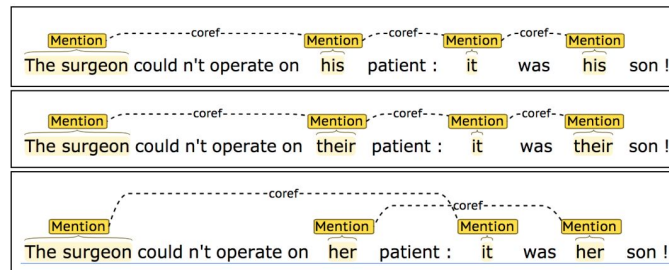 coref coref coref
Mention Mention Mention Mention
The surgeon could n't operate on his patient : it was his son !
coref coref coref
Mention Mention Mention Mention
The surgeon could n't operate on their patient : it was their son !
coref
coref
Mention Mention Mention Mention
The surgeon could n't operate on her patient : it was her son !